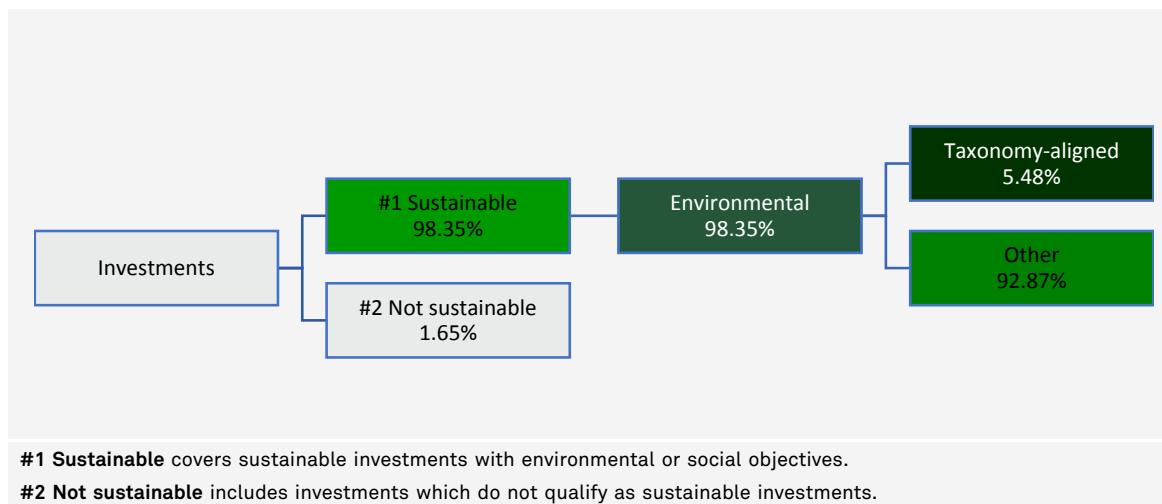 Taxonomy-aligned
5.48%
#1 Sustainable
98.35%
Environmental
98.35%
Other
92.87%
Investments
#2 Not sustainable
1.65%
#1 Sustainable covers sustainable investments with environmental or social objectives.
#2 Not sustainable includes investments which do not qualify as sustainable investments.